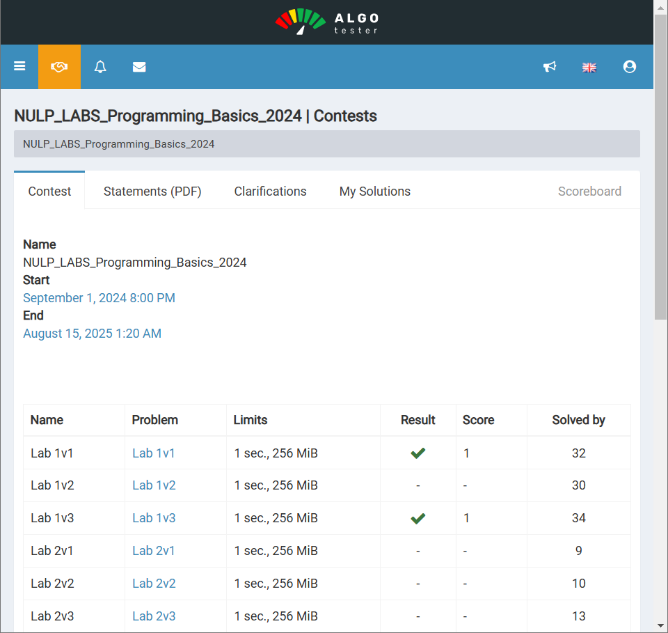 ALGO
tester
NULP_LABS_Programming_Basics_2024 | Contests
NULP_LABS_Programming_Basics_2024
Contest Statements (PDF) Clarifications My Solutions Scoreboard
Name
NULP_LABS_Programming_Basics_2024
Start
September 1, 2024 8:00 PM
End
August 15, 2025 1:20 AM
Name Problem Limits Result Score Solved by
Lab 1v1 Lab 1v1 1 sec., 256 MiB 1 32
Lab 1v2 Lab 1v2 1 sec., 256 MiB - - 30
Lab 1v3 Lab 1v3 1 sec., 256 MiB 1 34
Lab 2v1 Lab 2v1 1 sec., 256 MiB - - 9
Lab 2v2 Lab 2v2 1 sec., 256 MiB - - 10
Lab 2v3 Lab 2v3 1 sec., 256 MiB - - 13